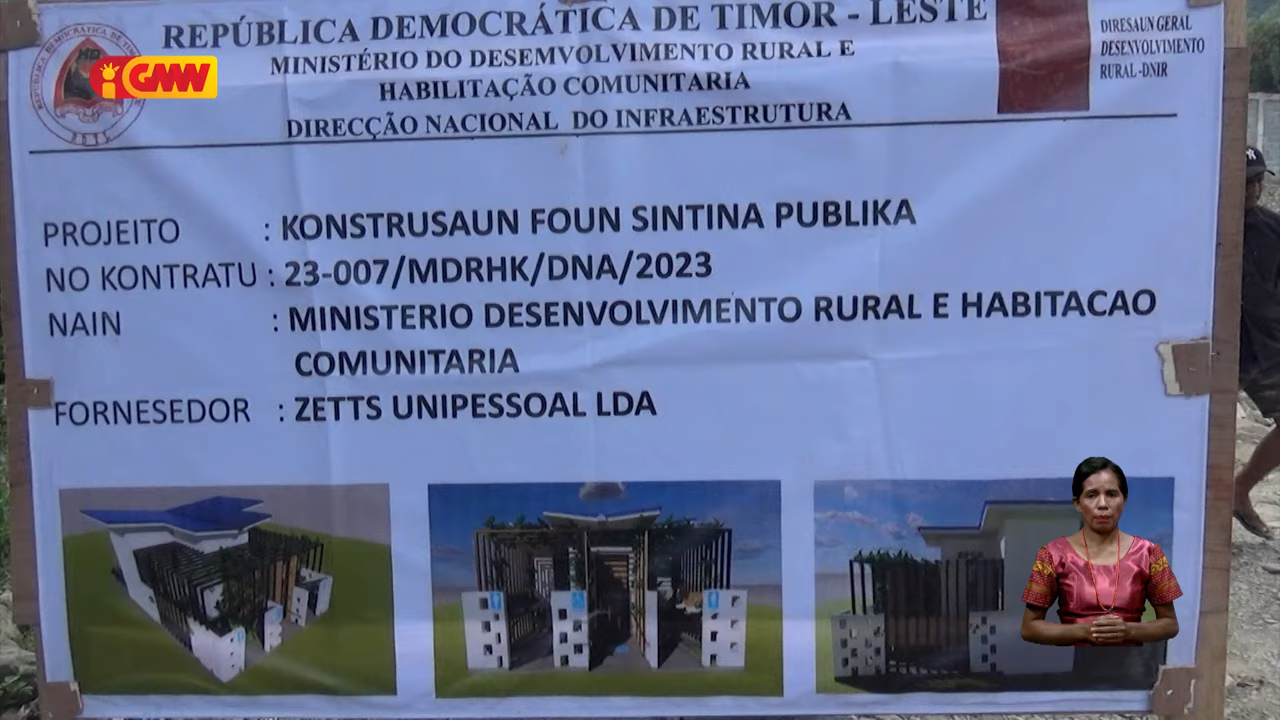 REPÚBLICA DEMOCRÁTICA DE TIMOR - LESTE
MINISTÉRIO DO DESEMVOLVIMENTO RURAL E
HABILITAÇÃO COMUNITARIA
DIRECÇÃO NACIONAL DO INFRAESTRUTURA
DIRESAUN GERAL
DESENVOLVIMENTO
RURAL -DNIR
GMW
PROJEITO : KONSTRUSAUN FOUN SINTINA PUBLIKA
NO KONTRATU : 23-007/MDRHK/DNA/2023
NAIN : MINISTERIO DESENVOLVIMENTO RURAL E HABITACAO
COMUNITARIA
FORNESEDOR : ZETTS UNIPESSOAL LDA